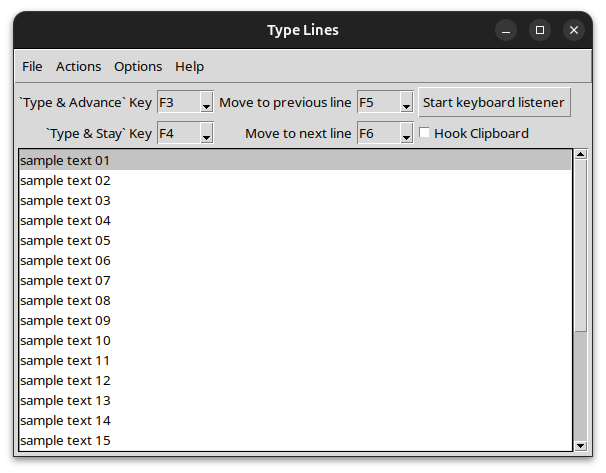 Type Lines
File Actions Options Help
`Type & Advance` Key F3 Move to previous line F5 Start keyboard listener
`Type & Stay` Key F4 Move to next line F6 Hook Clipboard
sample text 01
sample text 02
sample text 03
sample text 04
sample text 05
sample text 06
sample text 07
sample text 08
sample text 09
sample text 10
sample text 11
sample text 12
sample text 13
sample text 14
sample text 15